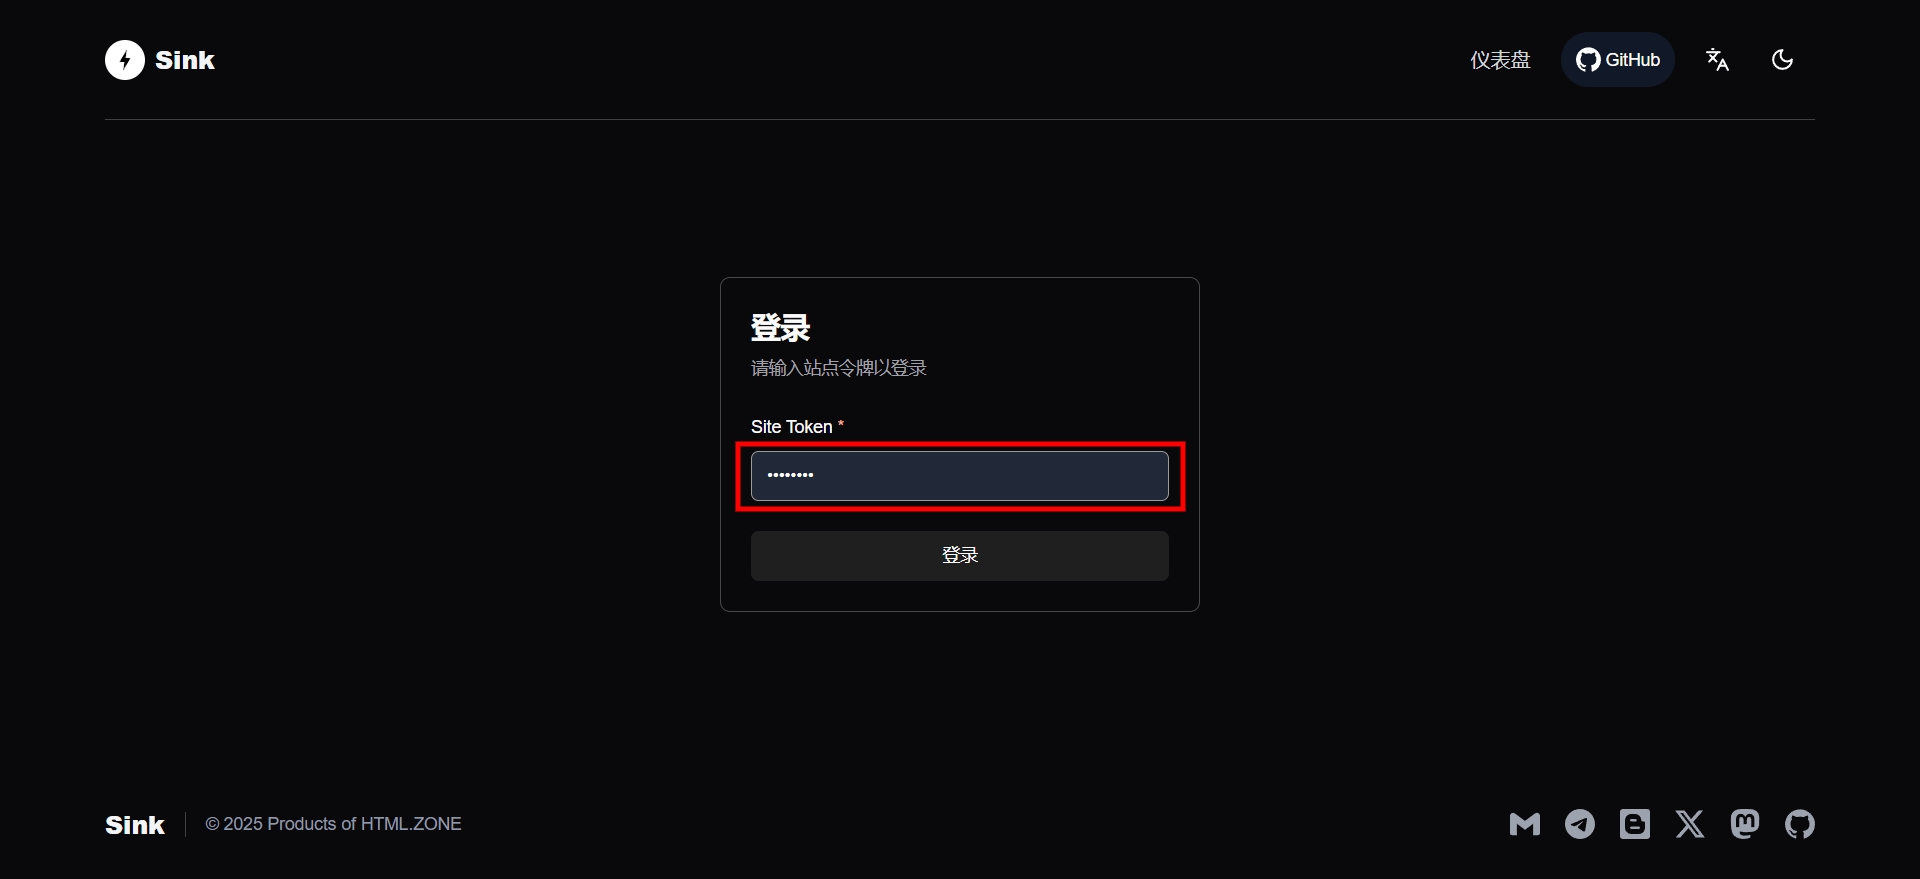 Sink
仪表盘
GitHub
登录
请输入站点令牌以登录
Site Token *
••••••••
登录
Sink
© 2025 Products of HTML.ZONE